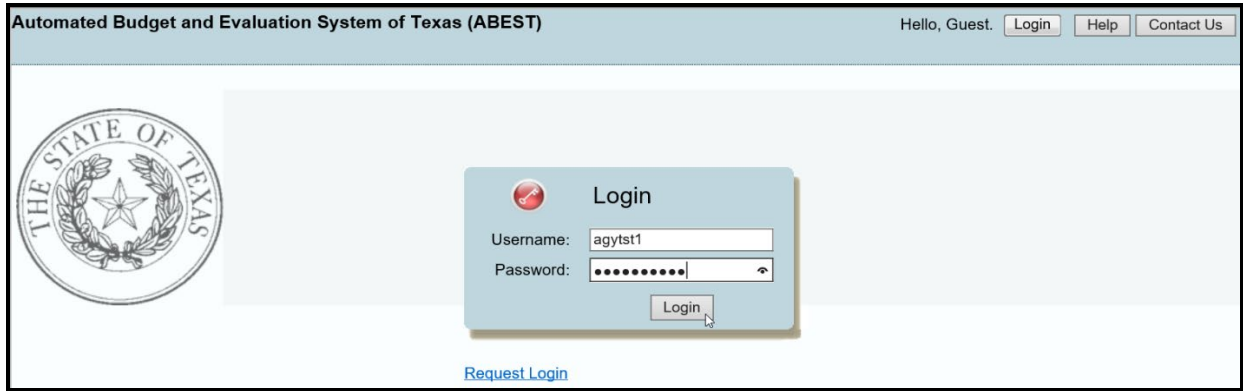 Automated Budget and Evaluation System of Texas (ABEST)
Hello, Guest. Login Help Contact Us
THE STATE OF TEXAS
Login
Username: agytst1
Password: ●●●●●●●●●●
Login
Request Login